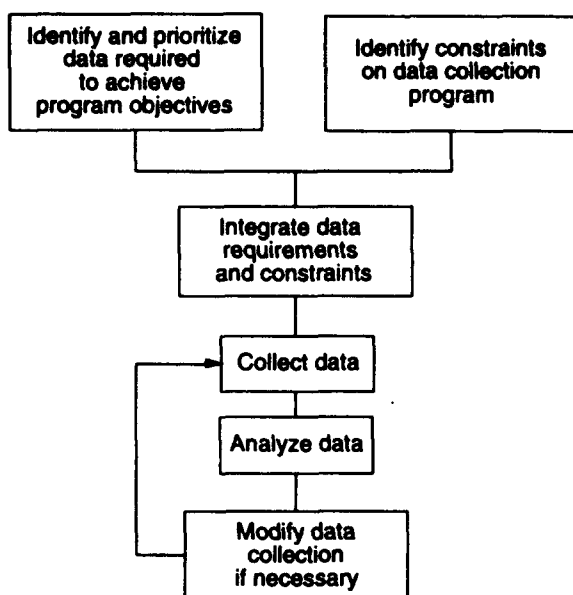 Identify and prioritize
data required
to achieve
program objectives
Identify constraints
on data collection
program
Integrate data
requirements
and constraints
Collect data
Analyze data
Modify data
collection
if necessary